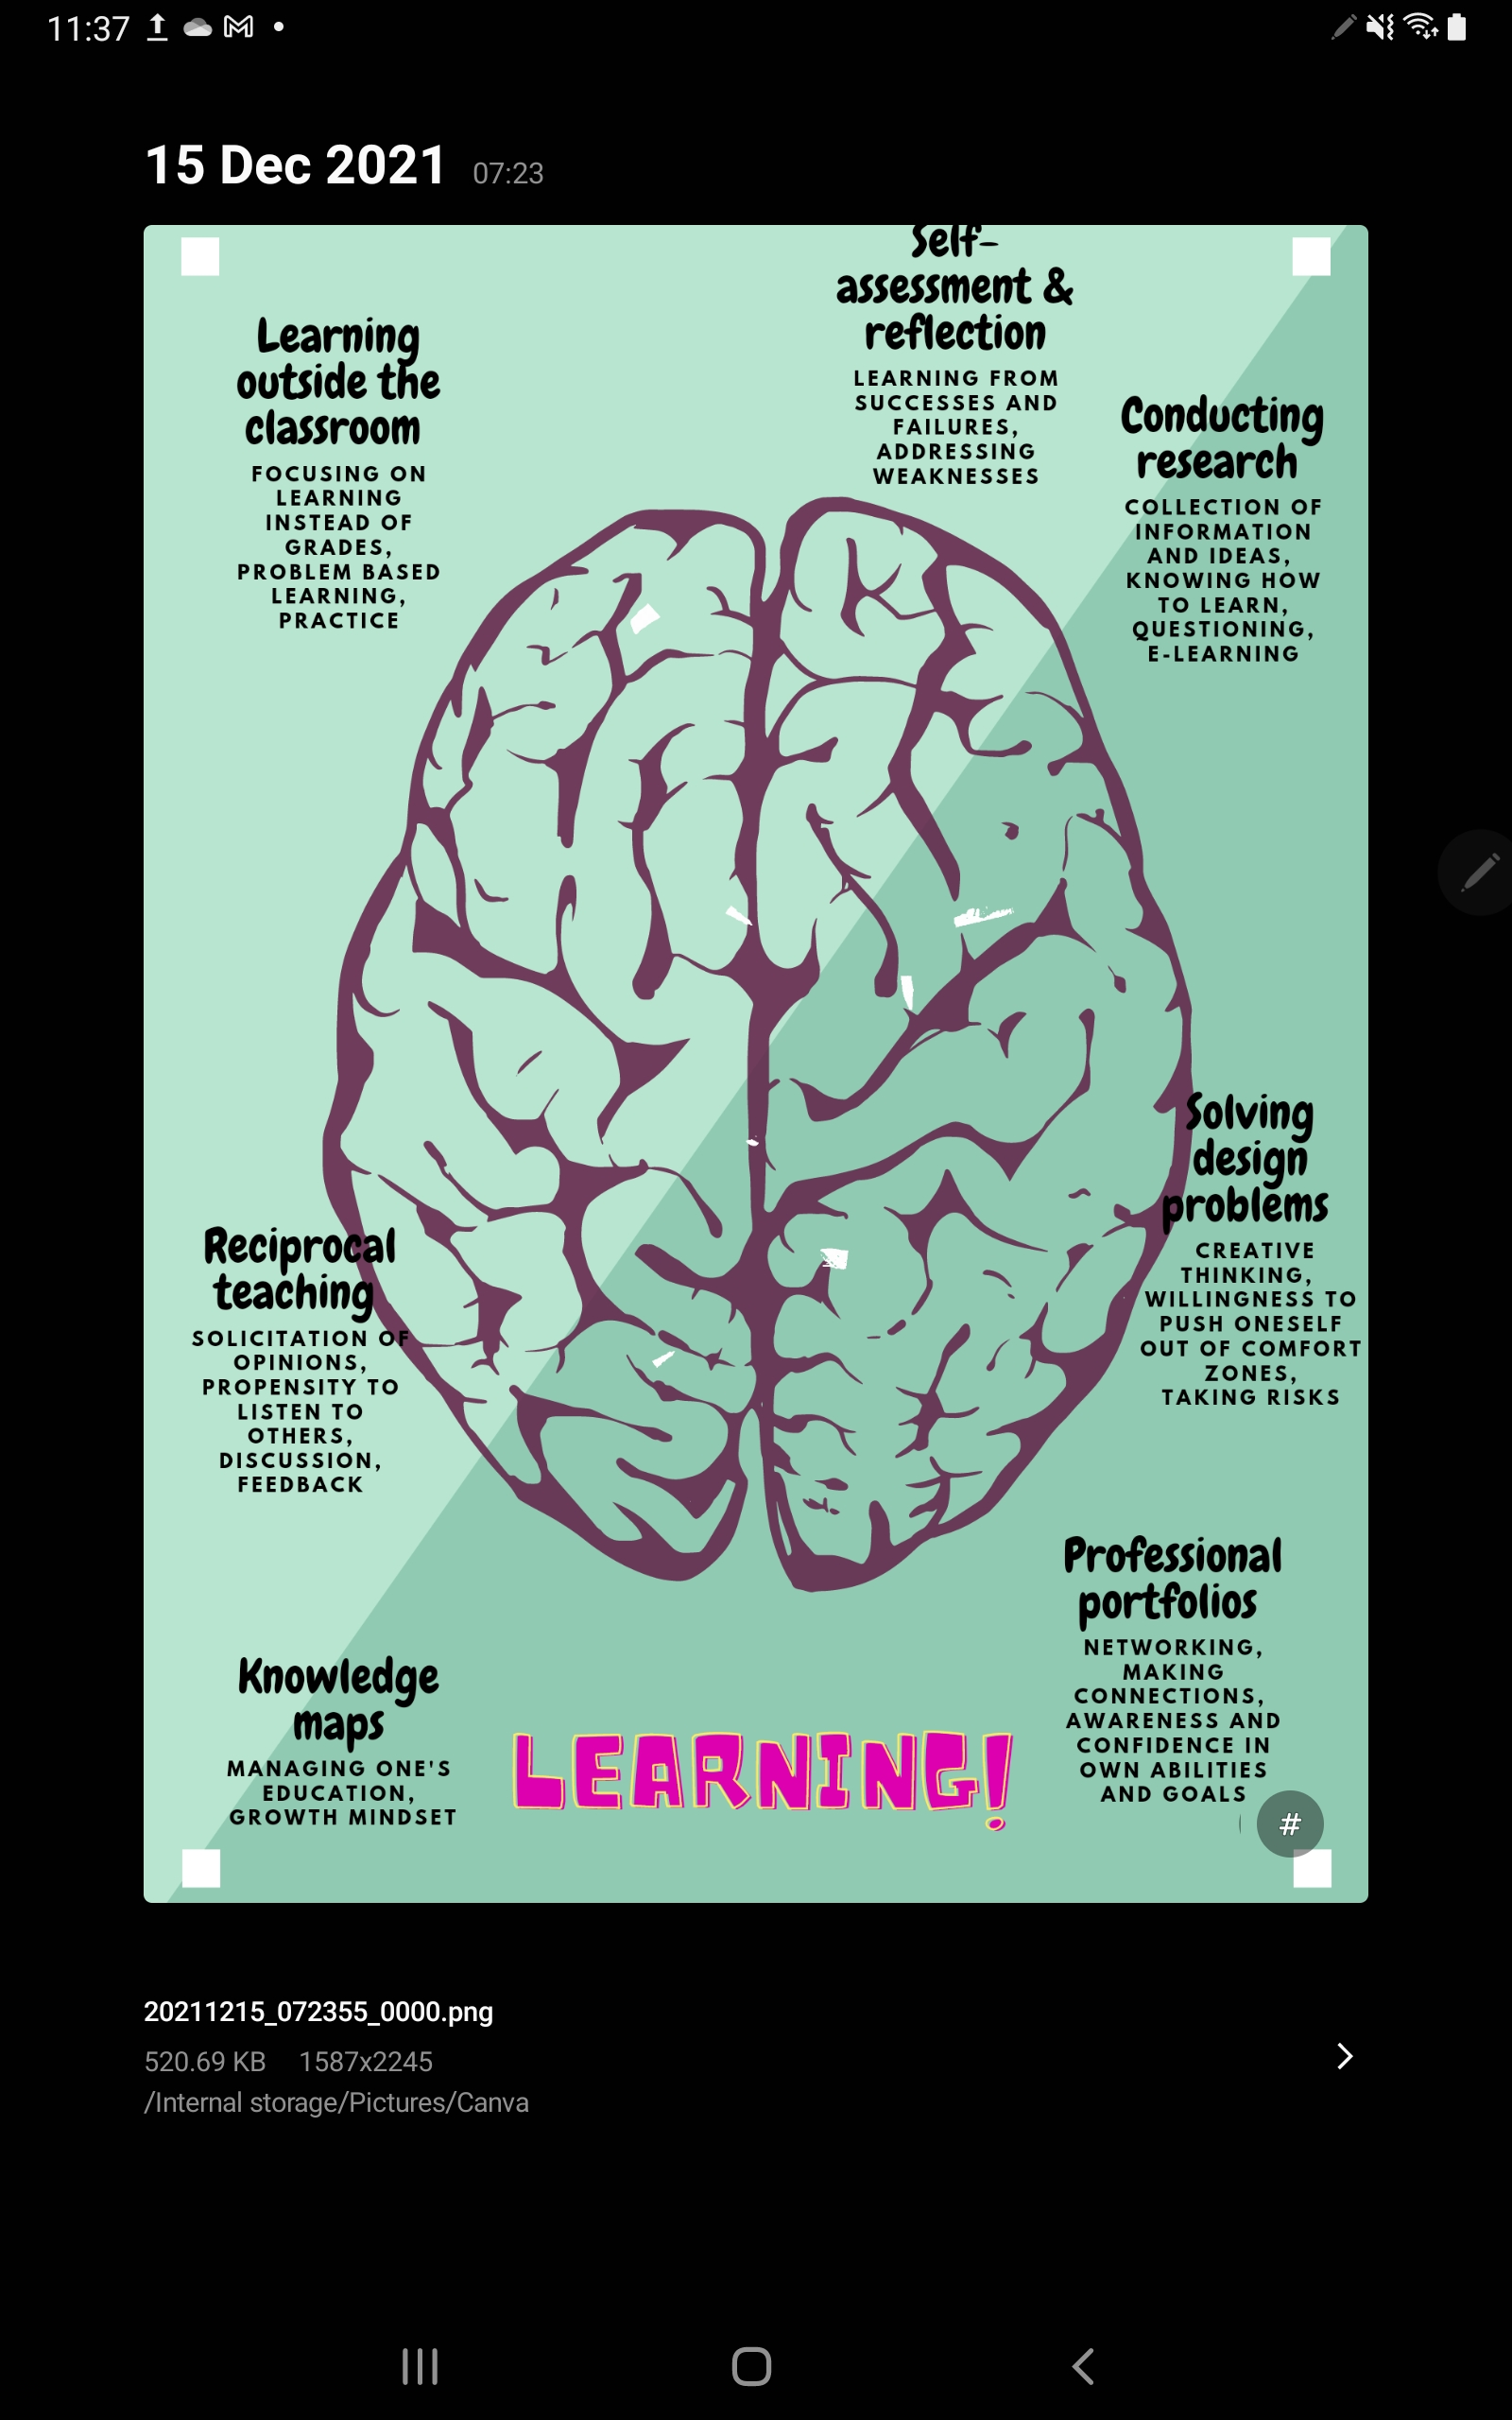 11:37
15 Dec 2021 07:23
Self-
assessment &
reflection
LEARNING FROM
SUCCESSES AND
FAILURES,
ADDRESSING
WEAKNESSES
Learning
outside the
classroom
FOCUSING ON
LEARNING
INSTEAD OF
GRADES,
PROBLEM BASED
LEARNING,
PRACTICE
Conducting
research
COLLECTION OF
INFORMATION
AND IDEAS,
KNOWING HOW
TO LEARN,
QUESTIONING,
E-LEARNING
Solving
design
problems
CREATIVE
THINKING,
WILLINGNESS TO
PUSH ONESELF
OUT OF COMFORT
ZONES,
TAKING RISKS
Reciprocal
teaching
SOLICITATION OF
OPINIONS,
PROPENSITY TO
LISTEN TO
OTHERS,
DISCUSSION,
FEEDBACK
Professional
portfolios
NETWORKING,
MAKING
CONNECTIONS,
AWARENESS AND
CONFIDENCE IN
OWN ABILITIES
AND GOALS
Knowledge
maps
MANAGING ONE'S
EDUCATION,
GROWTH MINDSET
LEARNING!
#
20211215_072355_0000.png
520.69 KB 1587x2245
/Internal storage/Pictures/Canva